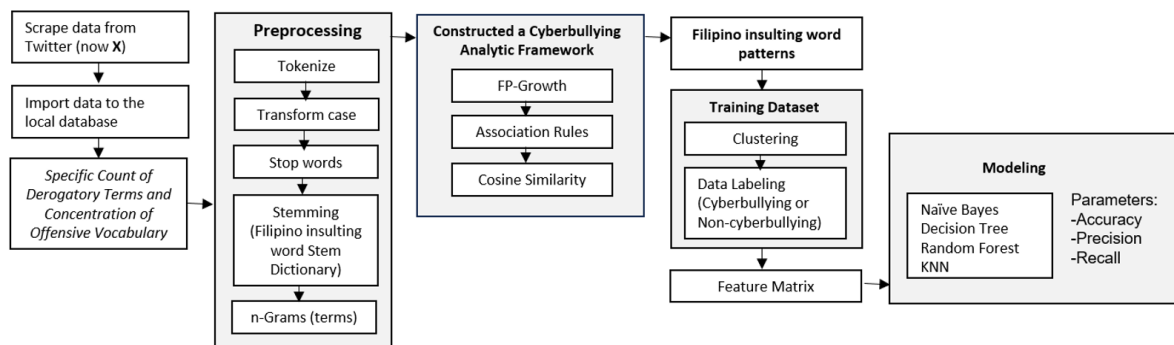 Scrape data from
Twitter (now X)
Import data to the
local database
Specific Count of
Derogatory Terms and
Concentration of
Offensive Vocabulary
Preprocessing
Tokenize
Transform case
Stop words
Stemming
(Filipino insulting
word Stem
Dictionary)
n-Grams (terms)
Constructed a Cyberbullying
Analytic Framework
FP-Growth
Association Rules
Cosine Similarity
Filipino insulting word
patterns
Training Dataset
Clustering
Data Labeling
(Cyberbullying or
Non-cyberbullying)
Feature Matrix
Modeling
Naïve Bayes
Decision Tree
Random Forest
KNN
Parameters:
-Accuracy
-Precision
-Recall